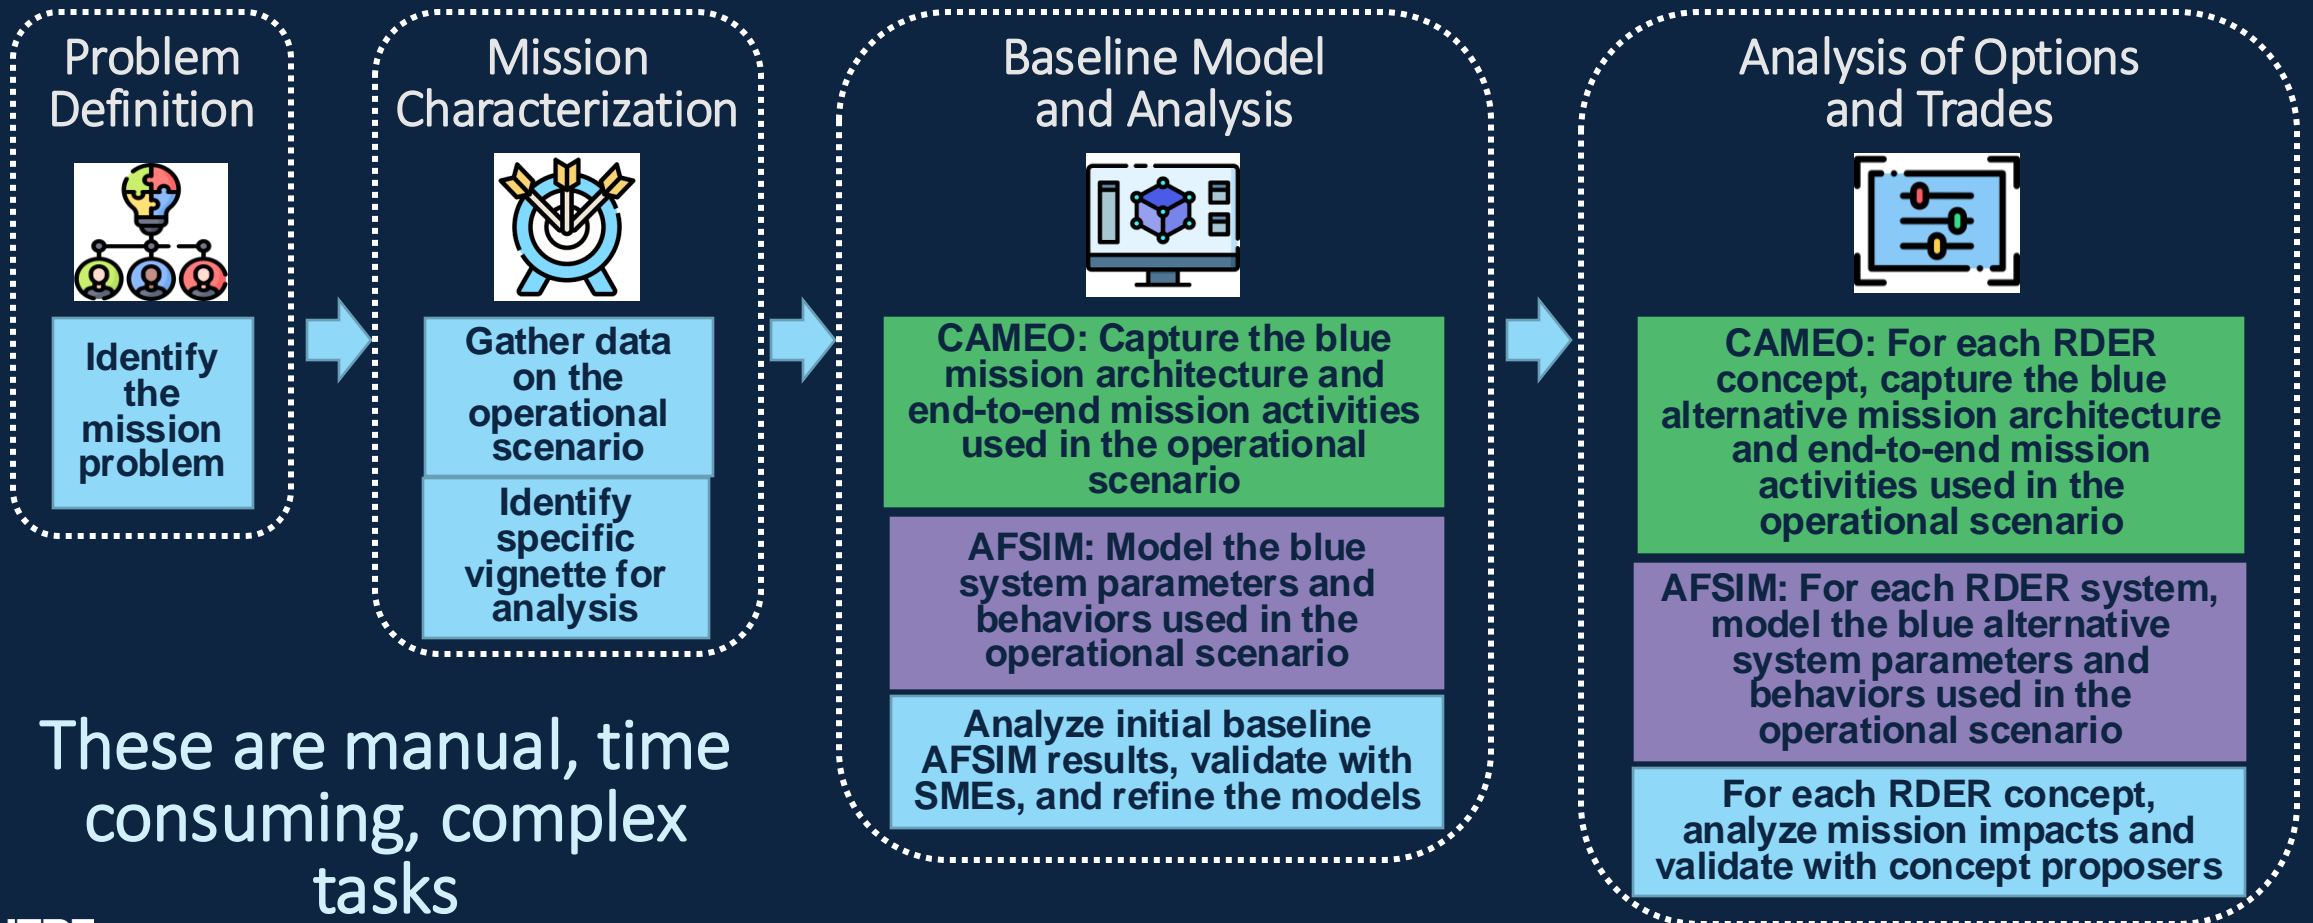 Problem
Definition
Identify
the
mission
problem
Mission
Characterization
Gather data
on the
operational
scenario
Identify
specific
vignette for
analysis
Baseline Model
and Analysis
CAMEO: Capture the blue
mission architecture and
end-to-end mission activities
used in the operational
scenario
AFSIM: Model the blue
system parameters and
behaviors used in the
operational scenario
Analyze initial baseline
AFSIM results, validate with
SMEs, and refine the models
Analysis of Options
and Trades
CAMEO: For each RDER
concept, capture the blue
alternative mission architecture
and end-to-end mission
activities used in the
operational scenario
AFSIM: For each RDER system,
model the blue alternative
system parameters and
behaviors used in the
operational scenario
For each RDER concept,
analyze mission impacts and
validate with concept proposers
These are manual, time
consuming, complex
tasks